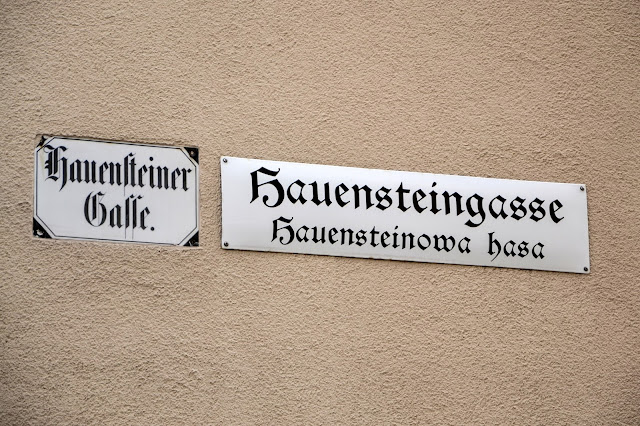 Hauenſteiner
Gaſſe.
Hauensteingasse
Hauensteinowa hasa